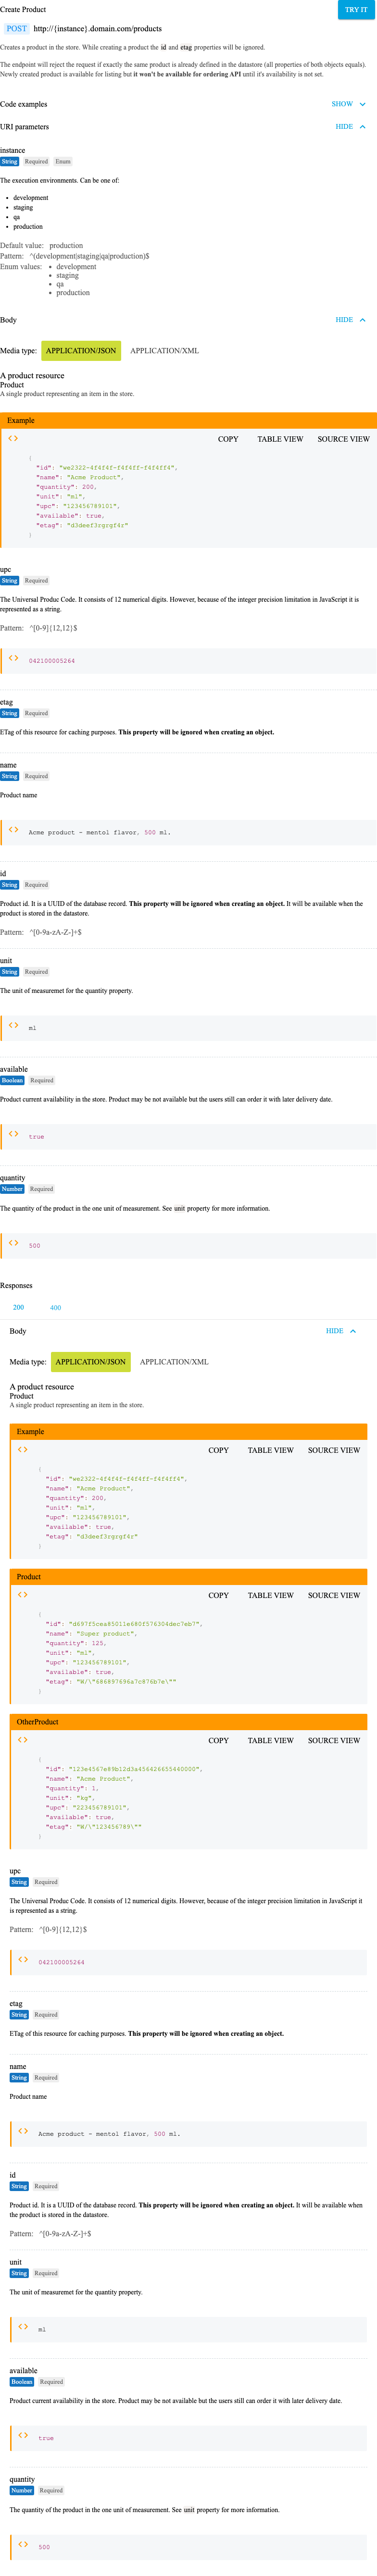 Create Product
TRY IT
POST http://{instance}.domain.com/products
Creates a product in the store. While creating a product the id and etag properties will be ignored.
The endpoint will reject the request if exactly the same product is already defined in the datastore (all properties of both objects equals).
Newly created product is available for listing but it won't be available for ordering API until it's availability is not set.
Code examples SHOW
URI parameters HIDE
instance
String Required Enum
The execution environments. Can be one of:
• development
• staging
• qa
• production
Default value: production
Pattern: ^(development|staging|qa|production)$
Enum values: • development
• staging
• qa
• production
Body HIDE
Media type: APPLICATION/JSON APPLICATION/XML
A product resource
Product
A single product representing an item in the store.
Example
COPY TABLE VIEW SOURCE VIEW
{
"id": "we2322-4f4f4f-f4f4ff-f4f4ff4",
"name": "Acme Product",
"quantity": 200,
"unit": "ml",
"upc": "123456789101",
"available": true,
"etag": "d3deef3rgrgf4r"
}
upc
String Required
The Universal Produc Code. It consists of 12 numerical digits. However, because of the integer precision limitation in JavaScript it is
represented as a string.
Pattern: ^[0-9]{12,12}$
042100005264
etag
String Required
ETag of this resource for caching purposes. This property will be ignored when creating an object.
name
String Required
Product name
Acme product - mentol flavor, 500 ml.
id
String Required
Product id. It is a UUID of the database record. This property will be ignored when creating an object. It will be available when the
product is stored in the datastore.
Pattern: ^[0-9a-zA-Z-]+$
unit
String Required
The unit of measuremet for the quantity property.
ml
available
Boolean Required
Product current availability in the store. Product may be not available but the users still can order it with later delivery date.
true
quantity
Number Required
The quantity of the product in the one unit of measurement. See unit property for more information.
500
Responses
200 400
Body HIDE
Media type: APPLICATION/JSON APPLICATION/XML
A product resource
Product
A single product representing an item in the store.
Example
COPY TABLE VIEW SOURCE VIEW
{
"id": "we2322-4f4f4f-f4f4ff-f4f4ff4",
"name": "Acme Product",
"quantity": 200,
"unit": "ml",
"upc": "123456789101",
"available": true,
"etag": "d3deef3rgrgf4r"
}
Product
COPY TABLE VIEW SOURCE VIEW
{
"id": "d697f5cea85011e680f576304dec7eb7",
"name": "Super product",
"quantity": 125,
"unit": "ml",
"upc": "123456789101",
"available": true,
"etag": "W/\"686897696a7c876b7e\""
}
OtherProduct
COPY TABLE VIEW SOURCE VIEW
{
"id": "123e4567e89b12d3a456426655440000",
"name": "Acme Product",
"quantity": 1,
"unit": "kg",
"upc": "223456789101",
"available": true,
"etag": "W/\"123456789\""
}
upc
String Required
The Universal Produc Code. It consists of 12 numerical digits. However, because of the integer precision limitation in JavaScript it
is represented as a string.
Pattern: ^[0-9]{12,12}$
042100005264
etag
String Required
ETag of this resource for caching purposes. This property will be ignored when creating an object.
name
String Required
Product name
Acme product - mentol flavor, 500 ml.
id
String Required
Product id. It is a UUID of the database record. This property will be ignored when creating an object. It will be available when
the product is stored in the datastore.
Pattern: ^[0-9a-zA-Z-]+$
unit
String Required
The unit of measuremet for the quantity property.
ml
available
Boolean Required
Product current availability in the store. Product may be not available but the users still can order it with later delivery date.
true
quantity
Number Required
The quantity of the product in the one unit of measurement. See unit property for more information.
500